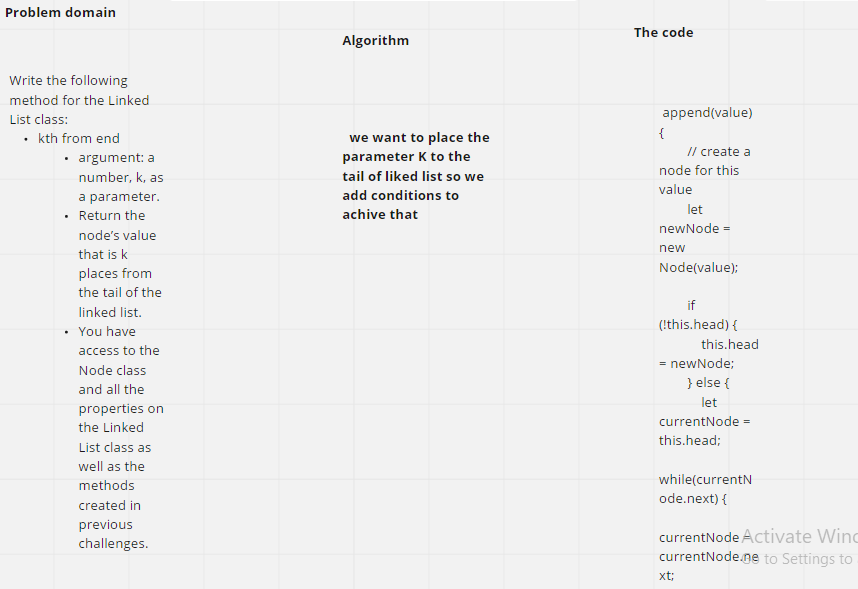 Problem domain
Algorithm
The code
Write the following
method for the Linked
List class:
• kth from end
• argument: a
number, k, as
a parameter.
• Return the
node’s value
that is k
places from
the tail of the
linked list.
• You have
access to the
Node class
and all the
properties on
the Linked
List class as
well as the
methods
created in
previous
challenges.
we want to place the
parameter K to the
tail of liked list so we
add conditions to
achive that
append(value)
{
// create a
node for this
value
let
newNode =
new
Node(value);
if
(!this.head) {
this.head
= newNode;
} else {
let
currentNode =
this.head;
while(currentN
ode.next) {
currentNode =
currentNode.ne
xt;
Activate Wind
Go to Settings to